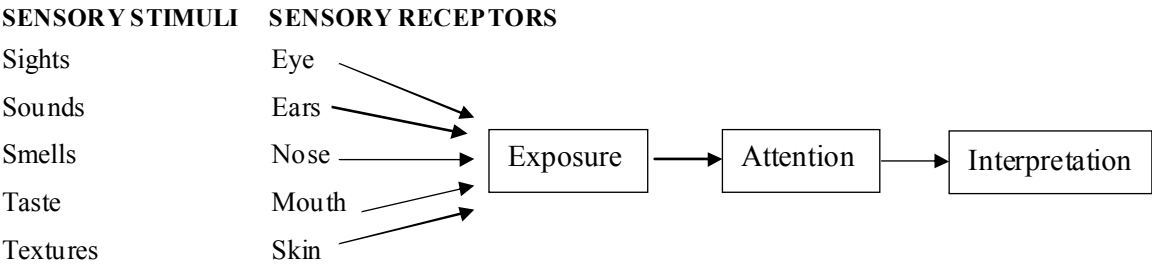 SENSORY STIMULI SENSORY RECEPTORS
Sights Eye
Sounds Ears
Smells Nose Exposure Attention Interpretation
Taste Mouth
Textures Skin